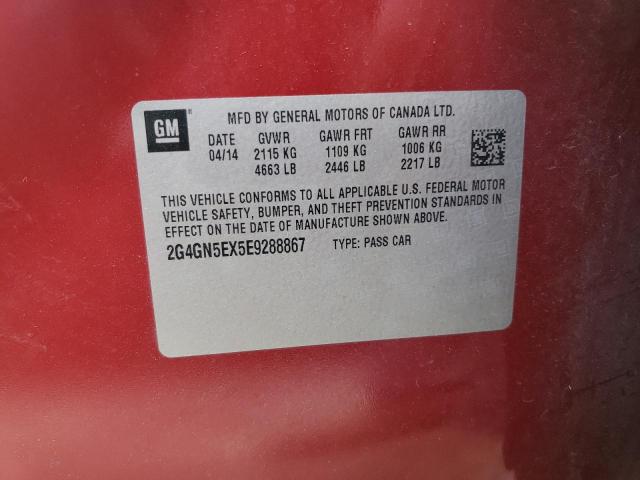 GM
MFD BY GENERAL MOTORS OF CANADA LTD.
DATE GVWR GAWR FRT GAWR RR
04/14 2115 KG 1109 KG 1006 KG
4663 LB 2446 LB 2217 LB
THIS VEHICLE CONFORMS TO ALL APPLICABLE U.S. FEDERAL MOTOR
VEHICLE SAFETY, BUMPER, AND THEFT PREVENTION STANDARDS IN
EFFECT ON THE DATE OF MANUFACTURE SHOWN ABOVE.
2G4GN5EX5E9288867 TYPE: PASS CAR